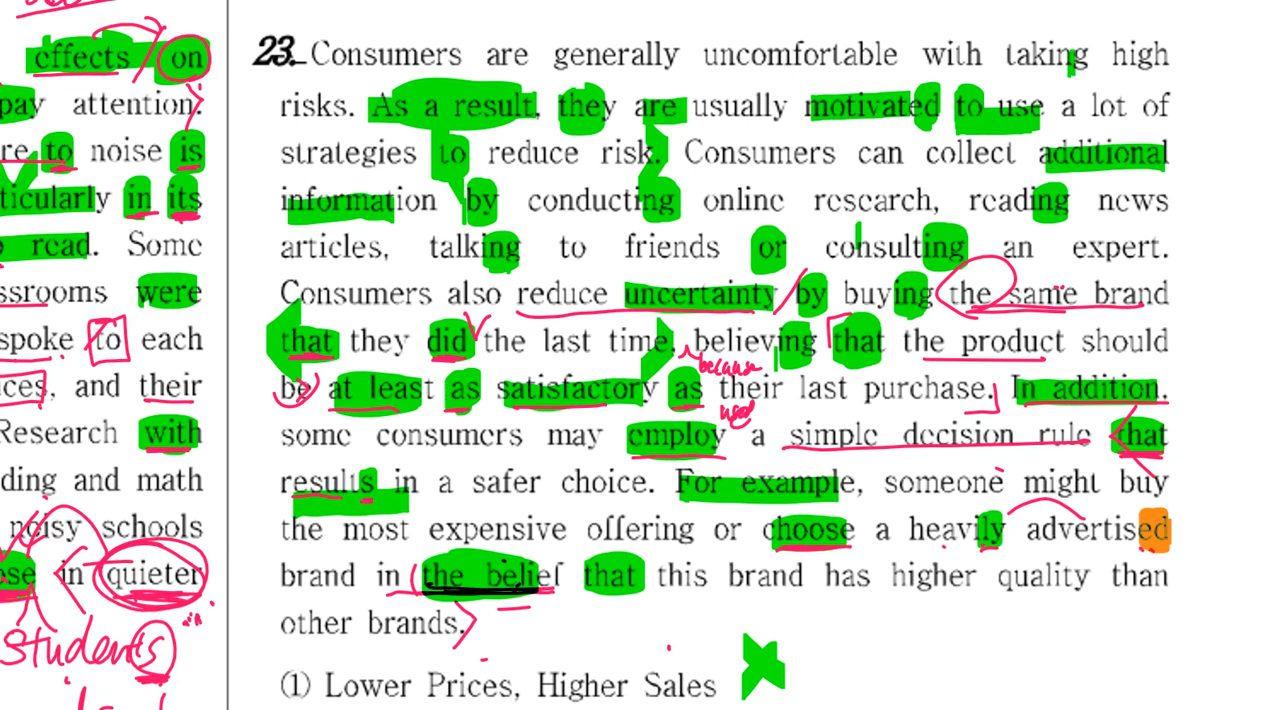 effects on
pay attention.
re to noise is
ticularly in its
read. Some
ssrooms were
spoke to each
ces, and their
Research with
ding and math
noisy schools
ose in quieter
students
23. Consumers are generally uncomfortable with taking high
risks. As a result, they are usually motivated to use a lot of
strategies to reduce risk. Consumers can collect additional
information by conducting online research, reading news
articles, talking to friends or consulting an expert.
Consumers also reduce uncertainty by buying the same brand
that they did the last time, believing that the product should
because
be at least as satisfactory as their last purchase. In addition,
used
some consumers may employ a simple decision rule that
results in a safer choice. For example, someone might buy
the most expensive offering or choose a heavily advertised
brand in the belief that this brand has higher quality than
other brands.
(1) Lower Prices, Higher Sales